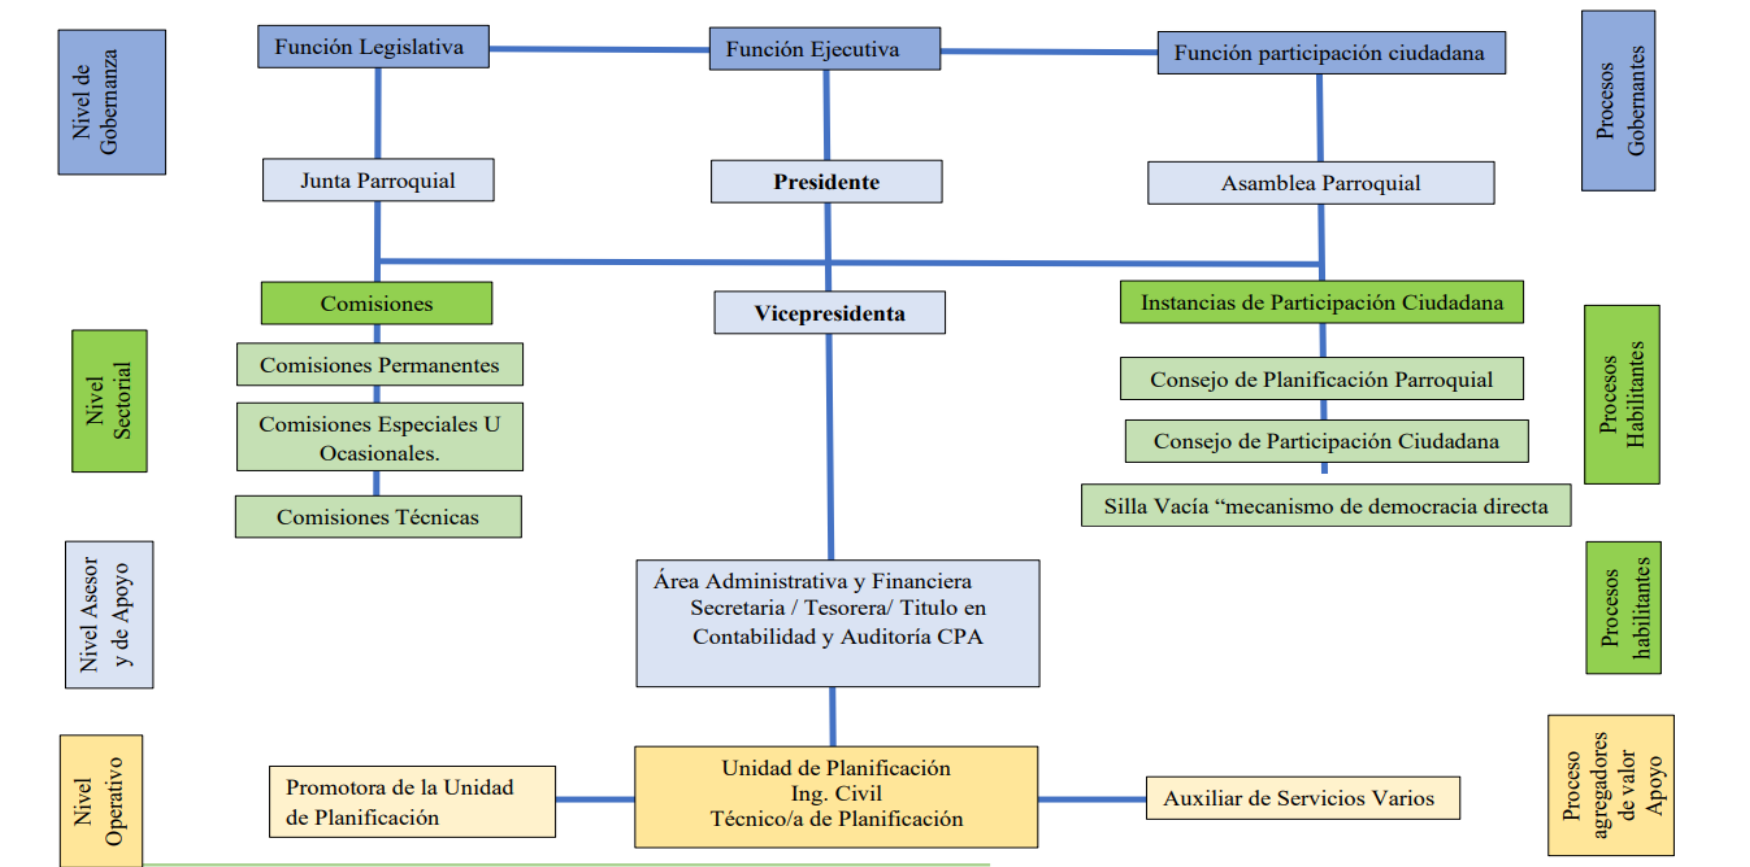 Nivel de
Gobernanza
Función Legislativa
Función Ejecutiva
Función participación ciudadana
Procesos
Gobernantes
Junta Parroquial
Presidente
Asamblea Parroquial
Comisiones
Vicepresidenta
Instancias de Participación Ciudadana
Nivel
Sectorial
Comisiones Permanentes
Consejo de Planificación Parroquial
Procesos
Habilitantes
Comisiones Especiales U
Ocasionales.
Consejo de Participación Ciudadana
Comisiones Técnicas
Silla Vacía “mecanismo de democracia directa
Nivel Asesor
y de Apoyo
Área Administrativa y Financiera
Secretaria / Tesorera/ Titulo en
Contabilidad y Auditoría CPA
Procesos
habilitantes
Nivel
Operativo
Promotora de la Unidad
de Planificación
Unidad de Planificación
Ing. Civil
Técnico/a de Planificación
Auxiliar de Servicios Varios
Proceso
agregadores
de valor
Apoyo